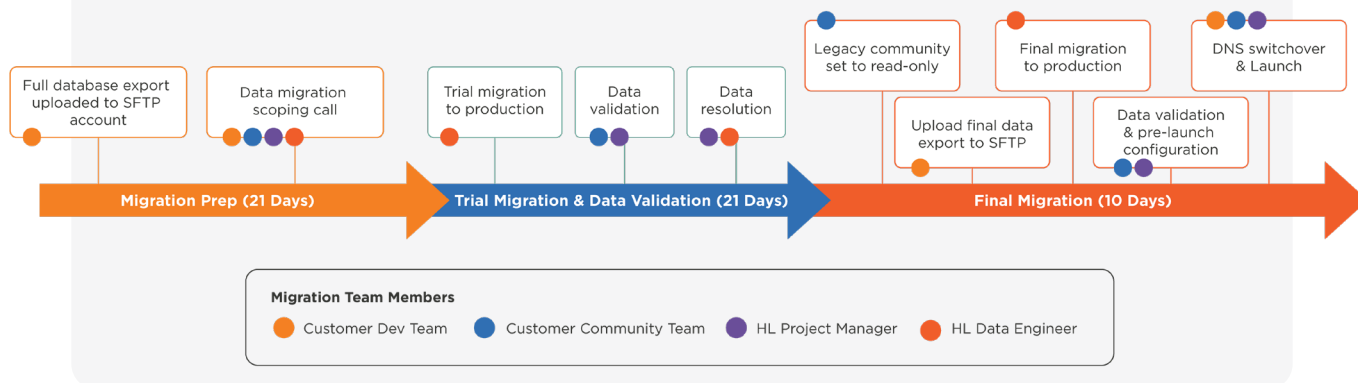 Full database export
uploaded to SFTP
account
Data migration
scoping call
Trial migration
to production
Data
validation
Data
resolution
Legacy community
set to read-only
Upload final data
export to SFTP
Final migration
to production
Data validation
& pre-launch
configuration
DNS switchover
& Launch
Migration Prep (21 Days)
Trial Migration & Data Validation (21 Days)
Final Migration (10 Days)
Migration Team Members
Customer Dev Team
Customer Community Team
HL Project Manager
HL Data Engineer